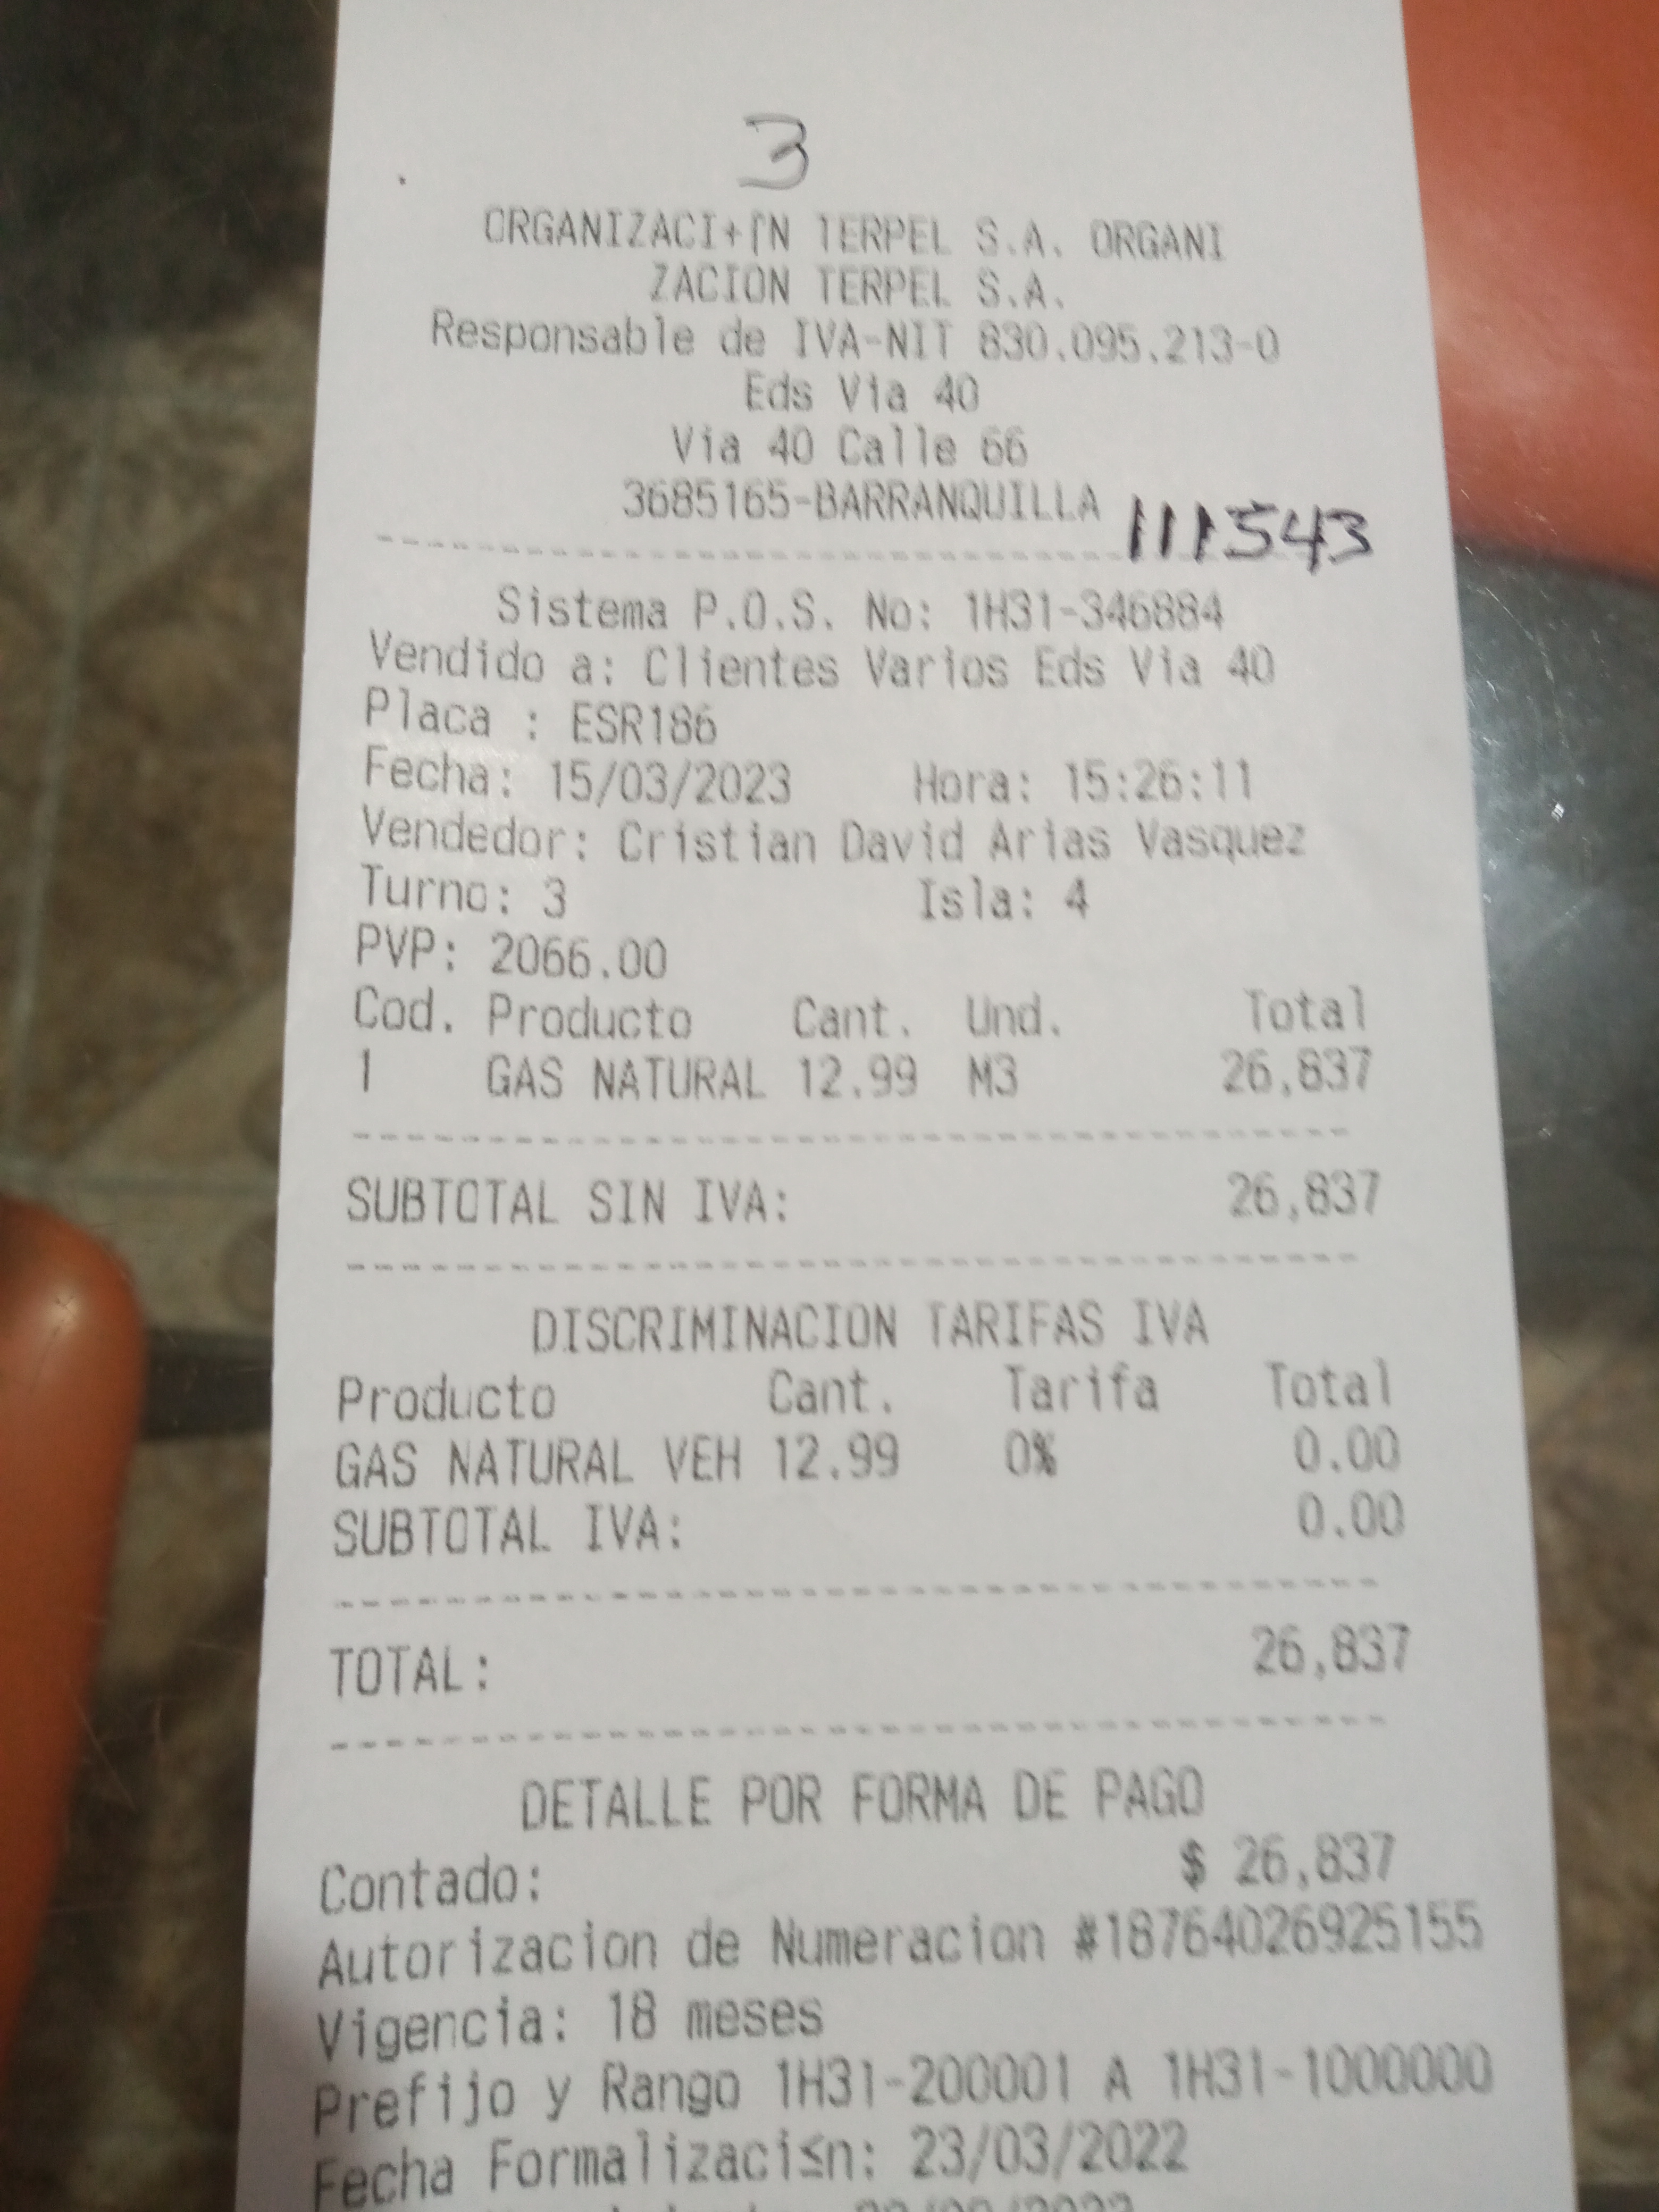 3
ORGANIZACI+⌠N TERPEL S.A. ORGANI
ZACION TERPEL S.A.
Responsable de IVA-NIT 830.095.213-0
Eds Via 40
Via 40 Calle 66
3685165-BARRANQUILLA 111543
Sistema P.O.S. No: 1H31-346884
Vendido a: Clientes Varios Eds Via 40
Placa : ESR186
Fecha: 15/03/2023 Hora: 15:26:11
Vendedor: Cristian David Arias Vasquez
Turno: 3 Isla: 4
PVP: 2066.00
Cod. Producto Cant. Und. Total
1 GAS NATURAL 12.99 M3 26,837
SUBTOTAL SIN IVA: 26,837
DISCRIMINACION TARIFAS IVA
Producto Cant. Tarifa Total
GAS NATURAL VEH 12.99 0% 0.00
SUBTOTAL IVA: 0.00
TOTAL: 26,837
DETALLE POR FORMA DE PAGO
Contado: $ 26,837
Autorizacion de Numeracion #18764026925155
Vigencia: 18 meses
Prefijo y Rango 1H31-200001 A 1H31-1000000
Fecha Formalizaci≤n: 23/03/2022